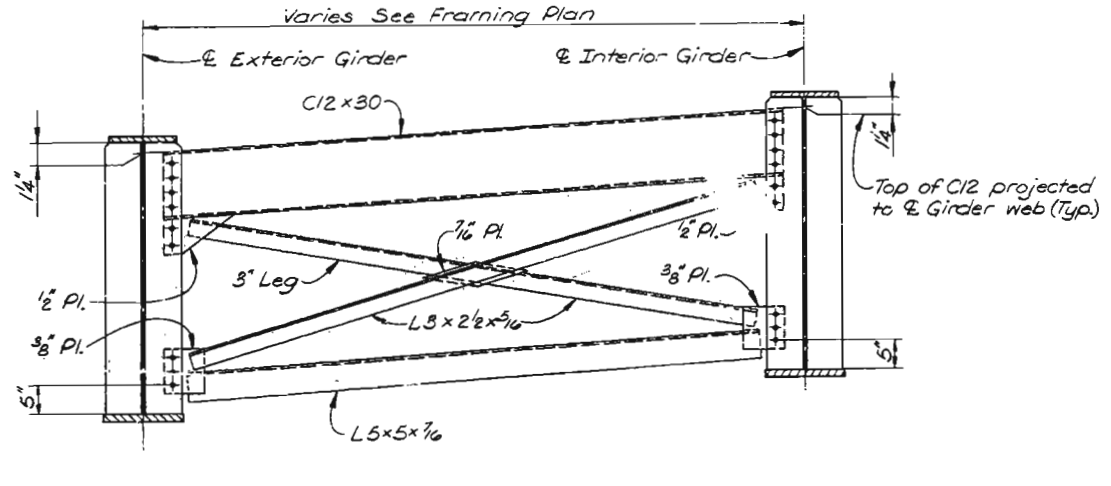 Varies See Framing Plan
℄ Exterior Girder
℄ Interior Girder
C12 × 30
1¼"
1¼"
Top of C12 projected
to ℄ Girder web (Typ.)
7/16" Pl.
½" Pl.
3" Leg
3/8" Pl.
½" Pl.
L3 × 2½ × 5/16
3/8" Pl.
5"
5"
L5 × 5 × 7/16